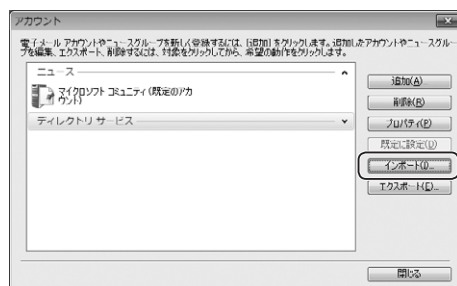 アカウント
電子メール アカウントやニュースグループを新しく登録するには、[追加] をクリックします。追加したアカウントやニュースグルー
プを編集、エクスポート、削除するには、対象をクリックしてから、希望の動作をクリックします。
ニュース
マイクロソフト コミュニティ (既定のアカ
ウント)
ディレクトリ サービス
追加(A)
削除(R)
プロパティ(P)
既定に設定(D)
インポート(I)...
エクスポート(E)...
閉じる